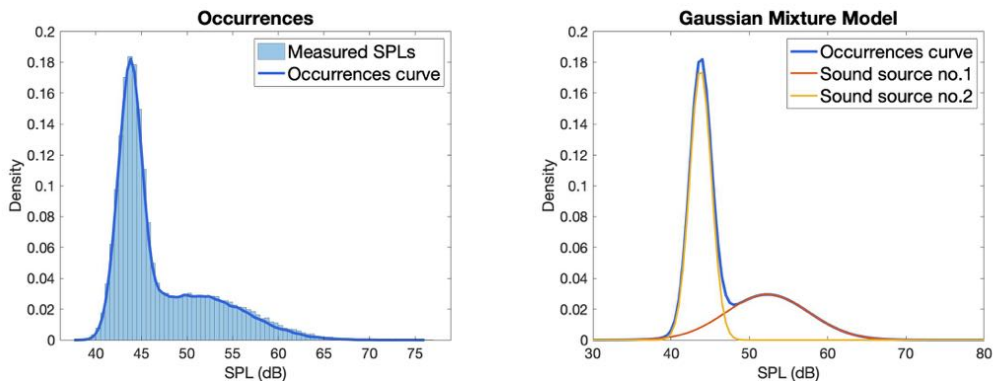 Occurrences
0.2
0.18
0.16
0.14
0.12
0.1
0.08
0.06
0.04
0.02
0
Density
Measured SPLs
Occurrences curve
40 45 50 55 60 65 70 75
SPL (dB)
Gaussian Mixture Model
0.2
0.18
0.16
0.14
0.12
0.1
0.08
0.06
0.04
0.02
0
Density
Occurrences curve
Sound source no.1
Sound source no.2
30 40 50 60 70 80
SPL (dB)